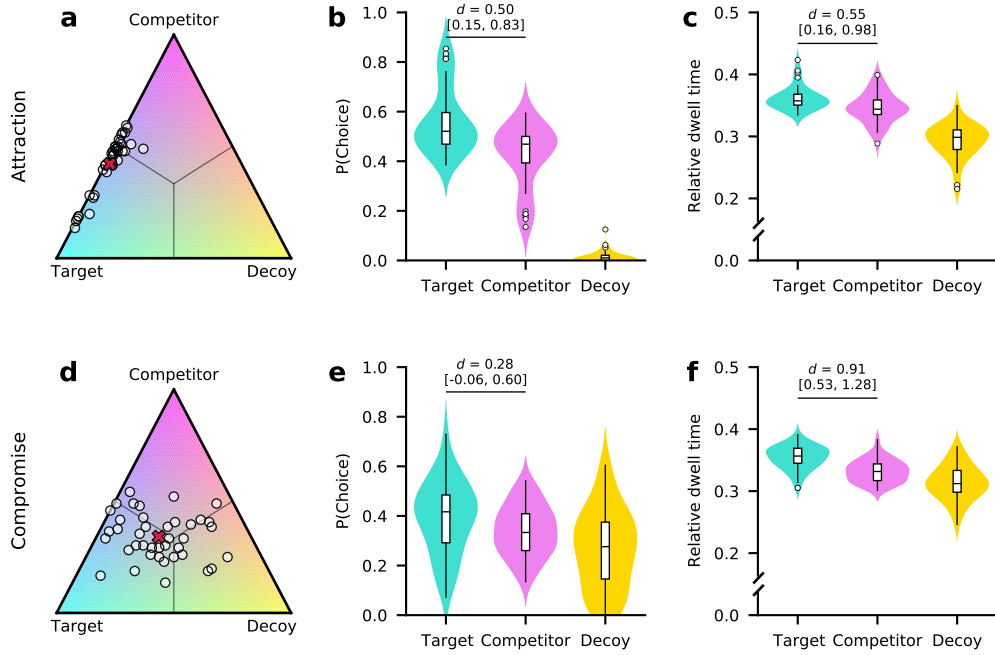 a
Competitor
Attraction
Target
Decoy
b
d = 0.50
[0.15, 0.83]
P(Choice)
1.0
0.8
0.6
0.4
0.2
0.0
Target Competitor Decoy
c
d = 0.55
[0.16, 0.98]
Relative dwell time
0.5
0.4
0.3
0.2
0.0
Target Competitor Decoy
d
Competitor
Compromise
Target
Decoy
e
d = 0.28
[-0.06, 0.60]
P(Choice)
1.0
0.8
0.6
0.4
0.2
0.0
Target Competitor Decoy
f
d = 0.91
[0.53, 1.28]
Relative dwell time
0.5
0.4
0.3
0.2
0.0
Target Competitor Decoy